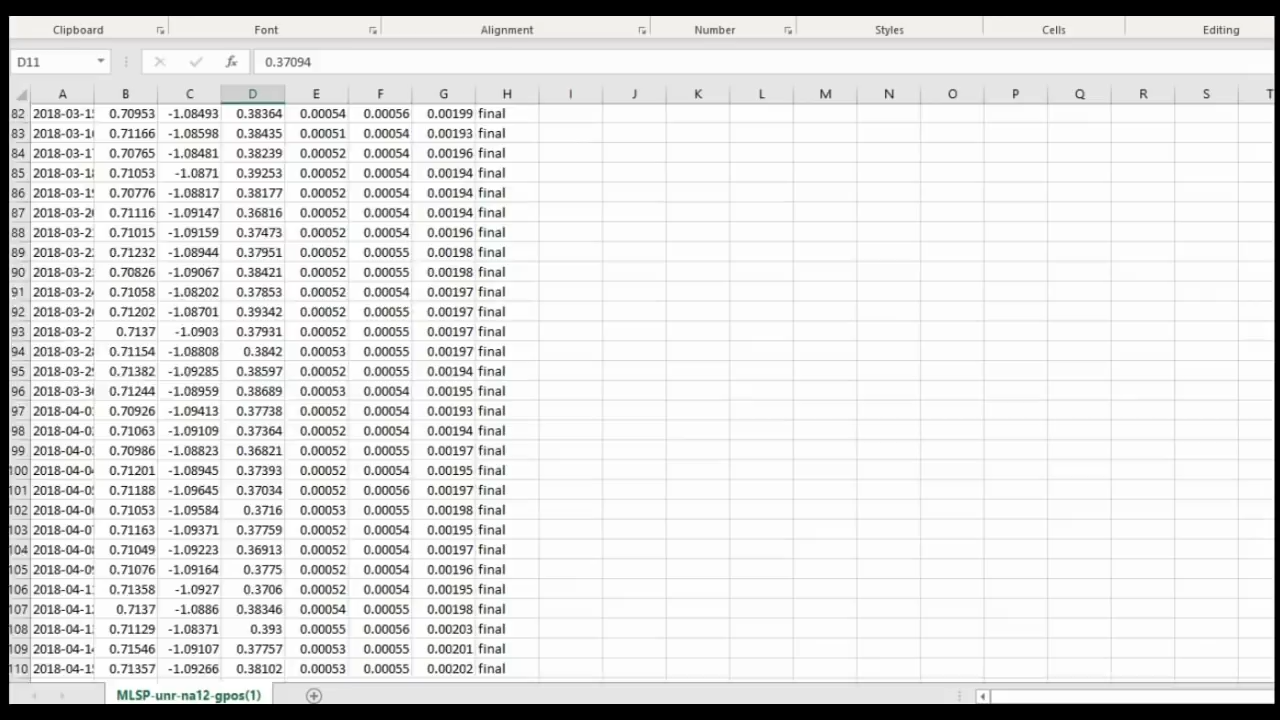 Clipboard Font Alignment Number Styles Cells Editing
D11 fx 0.37094
A B C D E F G H I J K L M N O P Q R S T
82 2018-03-15 0.70953 -1.08493 0.38364 0.00054 0.00056 0.00199 final
83 2018-03-16 0.71166 -1.08598 0.38435 0.00051 0.00054 0.00193 final
84 2018-03-17 0.70765 -1.08481 0.38239 0.00052 0.00054 0.00196 final
85 2018-03-18 0.71053 -1.0871 0.39253 0.00052 0.00054 0.00194 final
86 2018-03-19 0.70776 -1.08817 0.38177 0.00052 0.00054 0.00194 final
87 2018-03-20 0.71116 -1.09147 0.36816 0.00052 0.00054 0.00194 final
88 2018-03-2 0.71015 -1.09159 0.37473 0.00052 0.00054 0.00196 final
89 2018-03-2 0.71232 -1.08944 0.37951 0.00052 0.00055 0.00198 final
90 2018-03-2 0.70826 -1.09067 0.38421 0.00052 0.00055 0.00198 final
91 2018-03-24 0.71058 -1.08202 0.37853 0.00052 0.00054 0.00197 final
92 2018-03-26 0.71202 -1.08701 0.39342 0.00052 0.00055 0.00197 final
93 2018-03-27 0.7137 -1.0903 0.37931 0.00052 0.00055 0.00197 final
94 2018-03-28 0.71154 -1.08808 0.3842 0.00053 0.00055 0.00197 final
95 2018-03-29 0.71382 -1.09285 0.38597 0.00052 0.00055 0.00194 final
96 2018-03-30 0.71244 -1.08959 0.38689 0.00053 0.00054 0.00195 final
97 2018-04-0 0.70926 -1.09413 0.37738 0.00052 0.00054 0.00193 final
98 2018-04-0 0.71063 -1.09109 0.37364 0.00052 0.00054 0.00194 final
99 2018-04-0 0.70986 -1.08823 0.36821 0.00052 0.00055 0.00197 final
100 2018-04-04 0.71201 -1.08945 0.37393 0.00052 0.00054 0.00195 final
101 2018-04-05 0.71188 -1.09645 0.37034 0.00052 0.00056 0.00197 final
102 2018-04-06 0.71053 -1.09584 0.3716 0.00053 0.00055 0.00198 final
103 2018-04-07 0.71163 -1.09371 0.37759 0.00052 0.00054 0.00195 final
104 2018-04-08 0.71049 -1.09223 0.36913 0.00052 0.00054 0.00197 final
105 2018-04-09 0.71076 -1.09164 0.3775 0.00052 0.00054 0.00196 final
106 2018-04-1 0.71358 -1.0927 0.3706 0.00052 0.00054 0.00195 final
107 2018-04-1 0.7137 -1.0886 0.38346 0.00054 0.00055 0.00198 final
108 2018-04-1 0.71129 -1.08371 0.393 0.00055 0.00056 0.00203 final
109 2018-04-14 0.71546 -1.09107 0.37757 0.00053 0.00055 0.00201 final
110 2018-04-15 0.71357 -1.09266 0.38102 0.00053 0.00055 0.00202 final
MLSP-unr-na12-gpos(1)